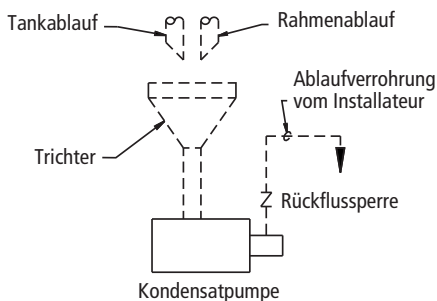 Tankablauf
Rahmenablauf
Ablaufverrohrung
vom Installateur
Trichter
Rückflussperre
Kondensatpumpe